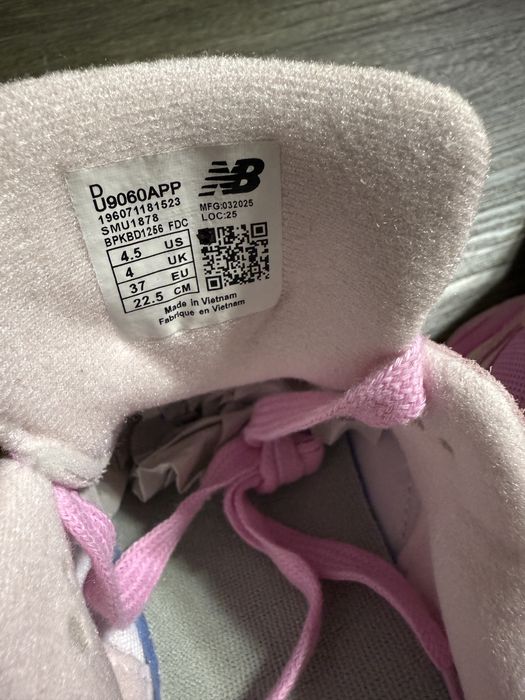 D
U9060APP
196071181523
SMU1878
BPKBD1256 FDC
NB
MFG:032025
LOC:25
4.5 US
4 UK
37 EU
22.5 CM
Made in Vietnam
Fabrique en Vietnam